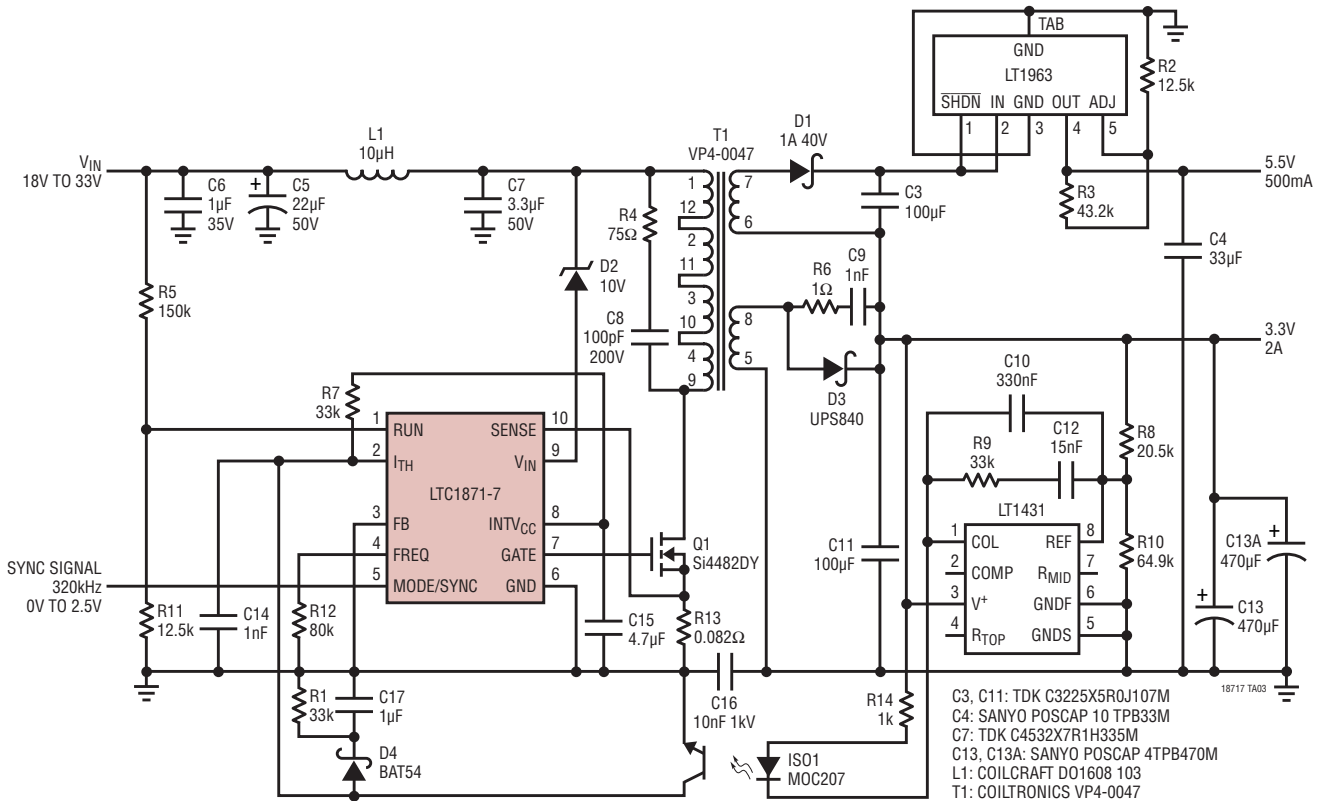 TAB
GND
LT1963
SHDN IN GND OUT ADJ
1 2 3 4 5
R2
12.5k
L1
10µH
T1
VP4-0047
D1
1A 40V
VIN
18V TO 33V
5.5V
500mA
C6
1µF
35V
+
C5
22µF
50V
C7
3.3µF
50V
R4
75Ω
1
12
2
11
3
10
4
9
7
6
8
5
C3
100µF
R3
43.2k
C4
33µF
R5
150k
D2
10V
C8
100pF
200V
R6
1Ω
C9
1nF
3.3V
2A
D3
UPS840
C10
330nF
R9
33k
C12
15nF
R8
20.5k
R7
33k
1 RUN
2 ITH
3 FB
4 FREQ
5 MODE/SYNC
LTC1871-7
SENSE 10
VIN 9
INTVCC 8
GATE 7
GND 6
Q1
Si4482DY
C11
100µF
LT1431
1 COL
2 COMP
3 V+
4 RTOP
REF 8
RMID 7
GNDF 6
GNDS 5
R10
64.9k
+
C13A
470µF
+
C13
470µF
SYNC SIGNAL
320kHz
0V TO 2.5V
R11
12.5k
C14
1nF
R12
80k
C15
4.7µF
R13
0.082Ω
R1
33k
C17
1µF
C16
10nF 1kV
R14
1k
D4
BAT54
ISO1
MOC207
18717 TA03
C3, C11: TDK C3225X5R0J107M
C4: SANYO POSCAP 10 TPB33M
C7: TDK C4532X7R1H335M
C13, C13A: SANYO POSCAP 4TPB470M
L1: COILCRAFT DO1608 103
T1: COILTRONICS VP4-0047